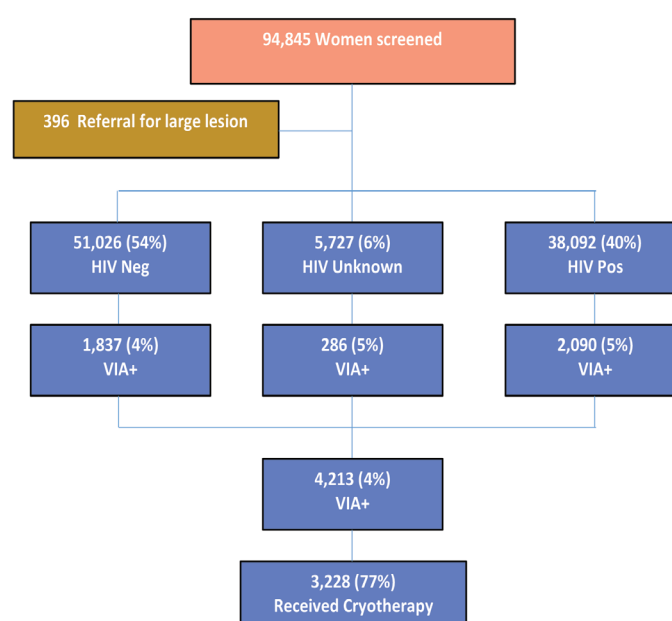 94,845 Women screened
396 Referral for large lesion
51,026 (54%)
HIV Neg
5,727 (6%)
HIV Unknown
38,092 (40%)
HIV Pos
1,837 (4%)
VIA+
286 (5%)
VIA+
2,090 (5%)
VIA+
4,213 (4%)
VIA+
3,228 (77%)
Received Cryotherapy